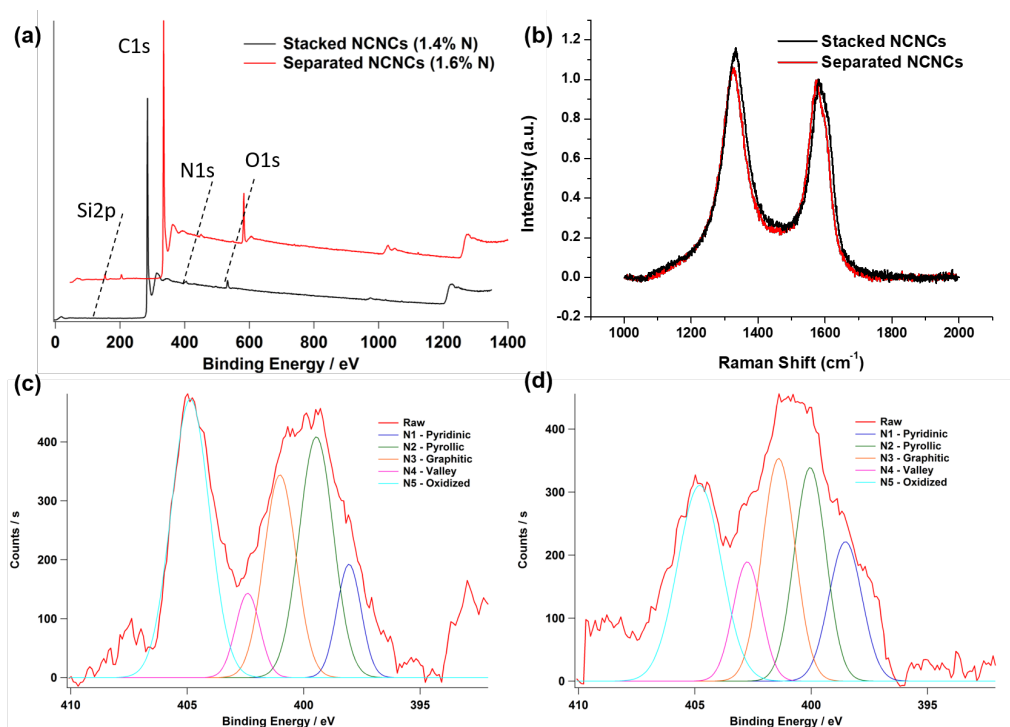 (a)
C1s
Stacked NCNCs (1.4% N)
Separated NCNCs (1.6% N)
N1s
O1s
Si2p
0 200 400 600 800 1000 1200 1400
Binding Energy / eV
(b)
Stacked NCNCs
Separated NCNCs
1.2
1.0
0.8
0.6
0.4
0.2
0.0
-0.2
Intensity (a.u.)
1000 1200 1400 1600 1800 2000
Raman Shift (cm⁻¹)
(c)
Raw
N1 - Pyridinic
N2 - Pyrollic
N3 - Graphitic
N4 - Valley
N5 - Oxidized
400
300
200
100
0
Counts / s
410 405 400 395
Binding Energy / eV
(d)
Raw
N1 - Pyridinic
N2 - Pyrollic
N3 - Graphitic
N4 - Valley
N5 - Oxidized
400
300
200
100
0
Counts / s
410 405 400 395
Binding Energy / eV